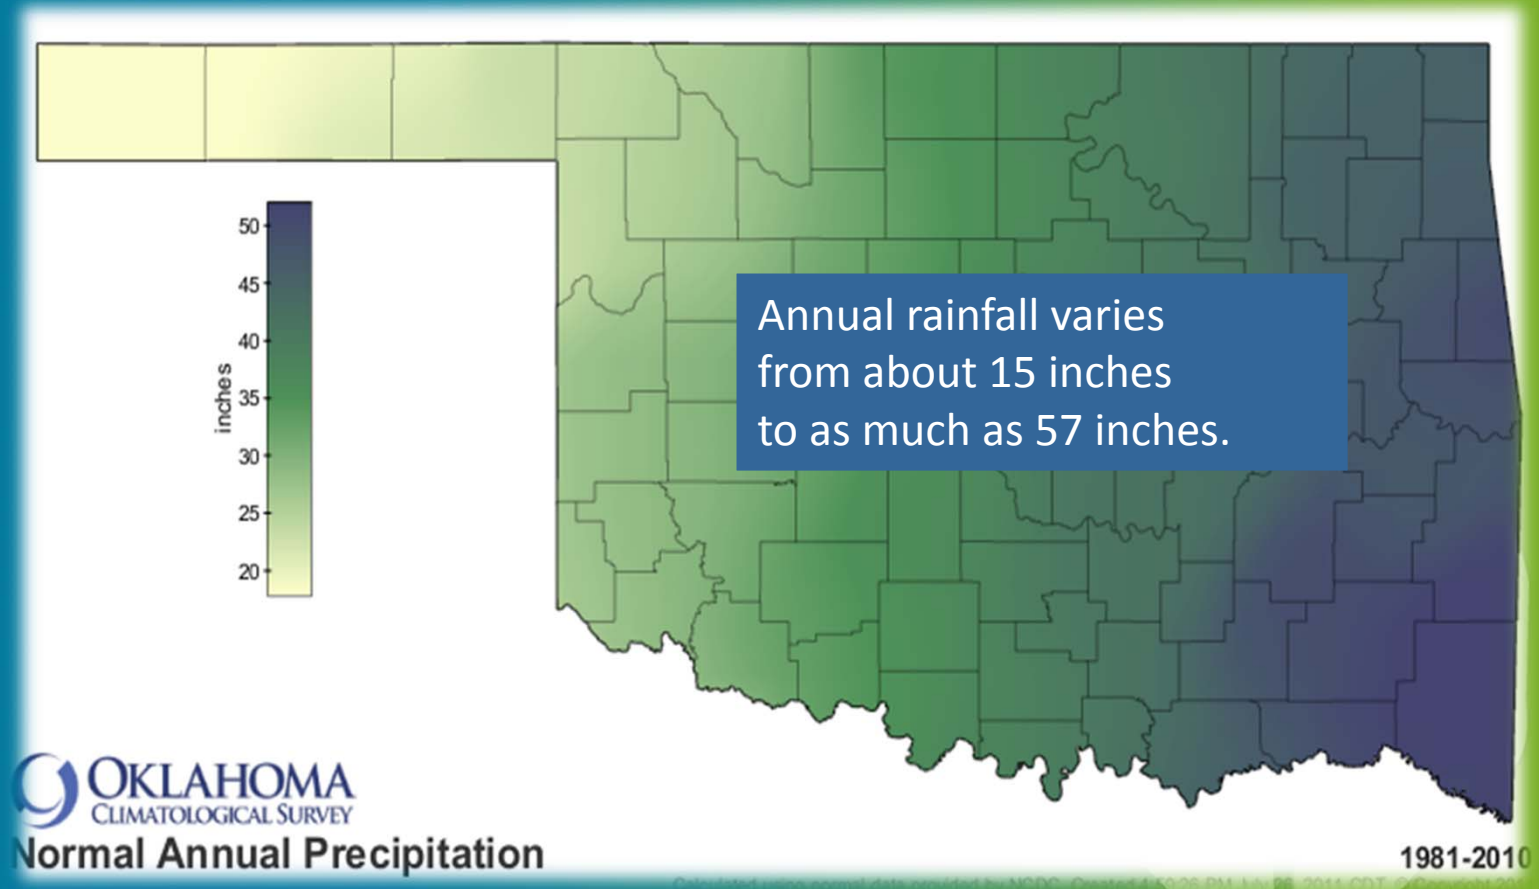 50
45
40
35
30
25
20
inches
Annual rainfall varies
from about 15 inches
to as much as 57 inches.
OKLAHOMA
CLIMATOLOGICAL SURVEY
Normal Annual Precipitation
1981-2010